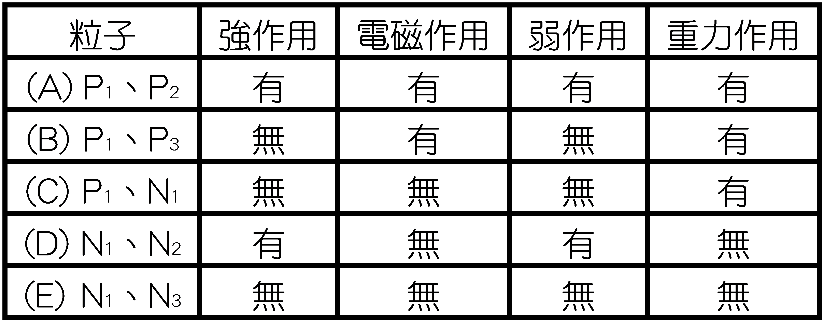 粒子 強作用 電磁作用 弱作用 重力作用
(A) P₁、P₂ 有 有 有 有
(B) P₁、P₃ 無 有 無 有
(C) P₁、N₁ 無 無 無 有
(D) N₁、N₂ 有 無 有 無
(E) N₁、N₃ 無 無 無 無